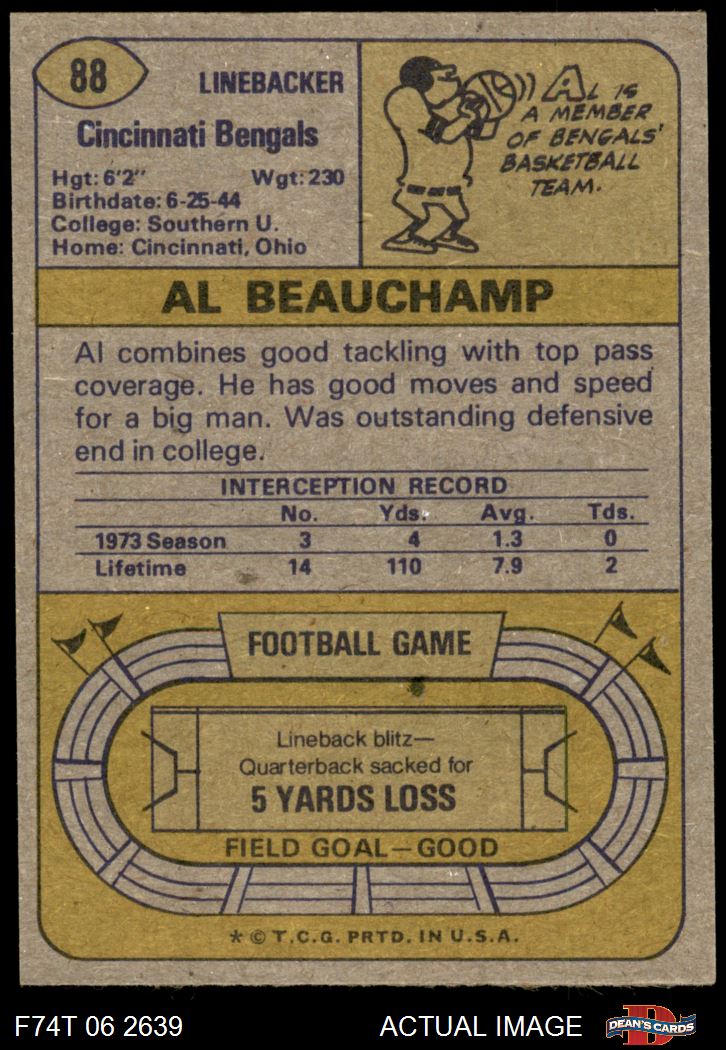 88
LINEBACKER
Cincinnati Bengals
Hgt: 6'2" Wgt: 230
Birthdate: 6-25-44
College: Southern U.
Home: Cincinnati, Ohio
AL IS
A MEMBER
OF BENGALS'
BASKETBALL
TEAM.
AL BEAUCHAMP
Al combines good tackling with top pass
coverage. He has good moves and speed
for a big man. Was outstanding defensive
end in college.
INTERCEPTION RECORD
No. Yds. Avg. Tds.
1973 Season 3 4 1.3 0
Lifetime 14 110 7.9 2
FOOTBALL GAME
Lineback blitz—
Quarterback sacked for
5 YARDS LOSS
FIELD GOAL—GOOD
* © T.C.G. PRTD. IN U.S.A.
F74T 06 2639 ACTUAL IMAGE D DEAN'S CARDS